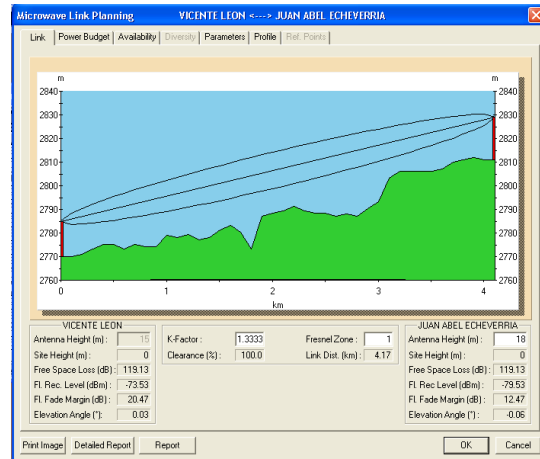 Microwave Link Planning VICENTE LEON <---> JUAN ABEL ECHEVERRIA
Link Power Budget Availability Diversity Parameters Profile Ref. Points
m m
2840 2840
2830 2830
2820 2820
2810 2810
2800 2800
2790 2790
2780 2780
2770 2770
2760 2760
0 1 2 3 4
km
VICENTE LEON JUAN ABEL ECHEVERRIA
Antenna Height (m) : 15 K-Factor : 1.3333 Fresnel Zone : 1 Antenna Height (m) : 18
Site Height (m) : 0 Clearance (%) : 100.0 Link Dist. (km) : 4.17 Site Height (m) : 0
Free Space Loss (dB) : 119.13 Free Space Loss (dB) : 119.13
Fl. Rec. Level (dBm) : -73.53 Fl. Rec. Level (dBm) : -79.53
Fl. Fade Margin (dB) : 20.47 Fl. Fade Margin (dB) : 12.47
Elevation Angle (°): 0.03 Elevation Angle (°): -0.06
Print Image Detailed Report Report OK Cancel